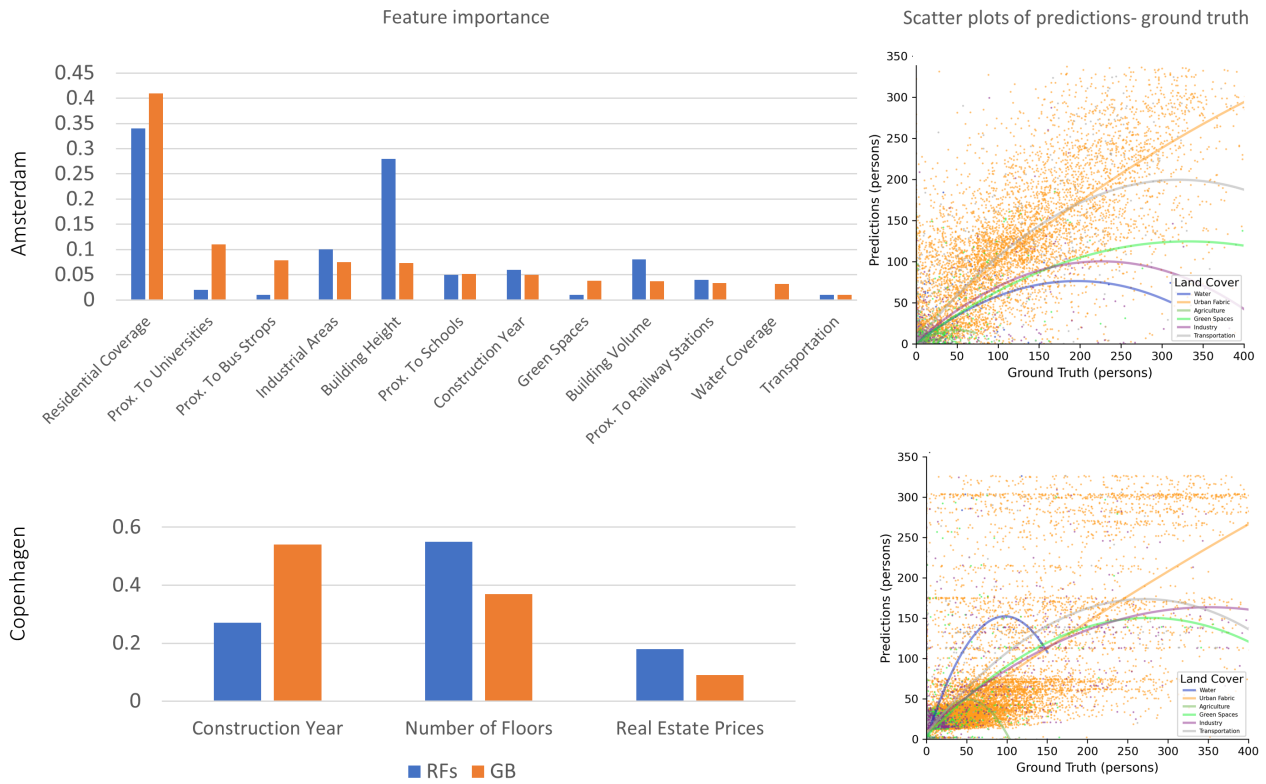 Feature importance
Scatter plots of predictions- ground truth
Amsterdam
0.45
0.4
0.35
0.3
0.25
0.2
0.15
0.1
0.05
0
Residential Coverage
Prox. To Universities
Prox. To Bus Strops
Industrial Areas
Building Height
Prox. To Schools
Construction Year
Green Spaces
Building Volume
Prox. To Railway Stations
Water Coverage
Transportation
Predictions (persons)
350
300
250
200
150
100
50
0
Land Cover
Water
Urban Fabric
Agriculture
Green Spaces
Industry
Transportation
0 50 100 150 200 250 300 350 400
Ground Truth (persons)
Copenhagen
0.6
0.4
0.2
0
Construction Year Number of Floors Real Estate Prices
RFs GB
Predictions (persons)
350
300
250
200
150
100
50
0
Land Cover
Water
Urban Fabric
Agriculture
Green Spaces
Industry
Transportation
0 50 100 150 200 250 300 350 400
Ground Truth (persons)